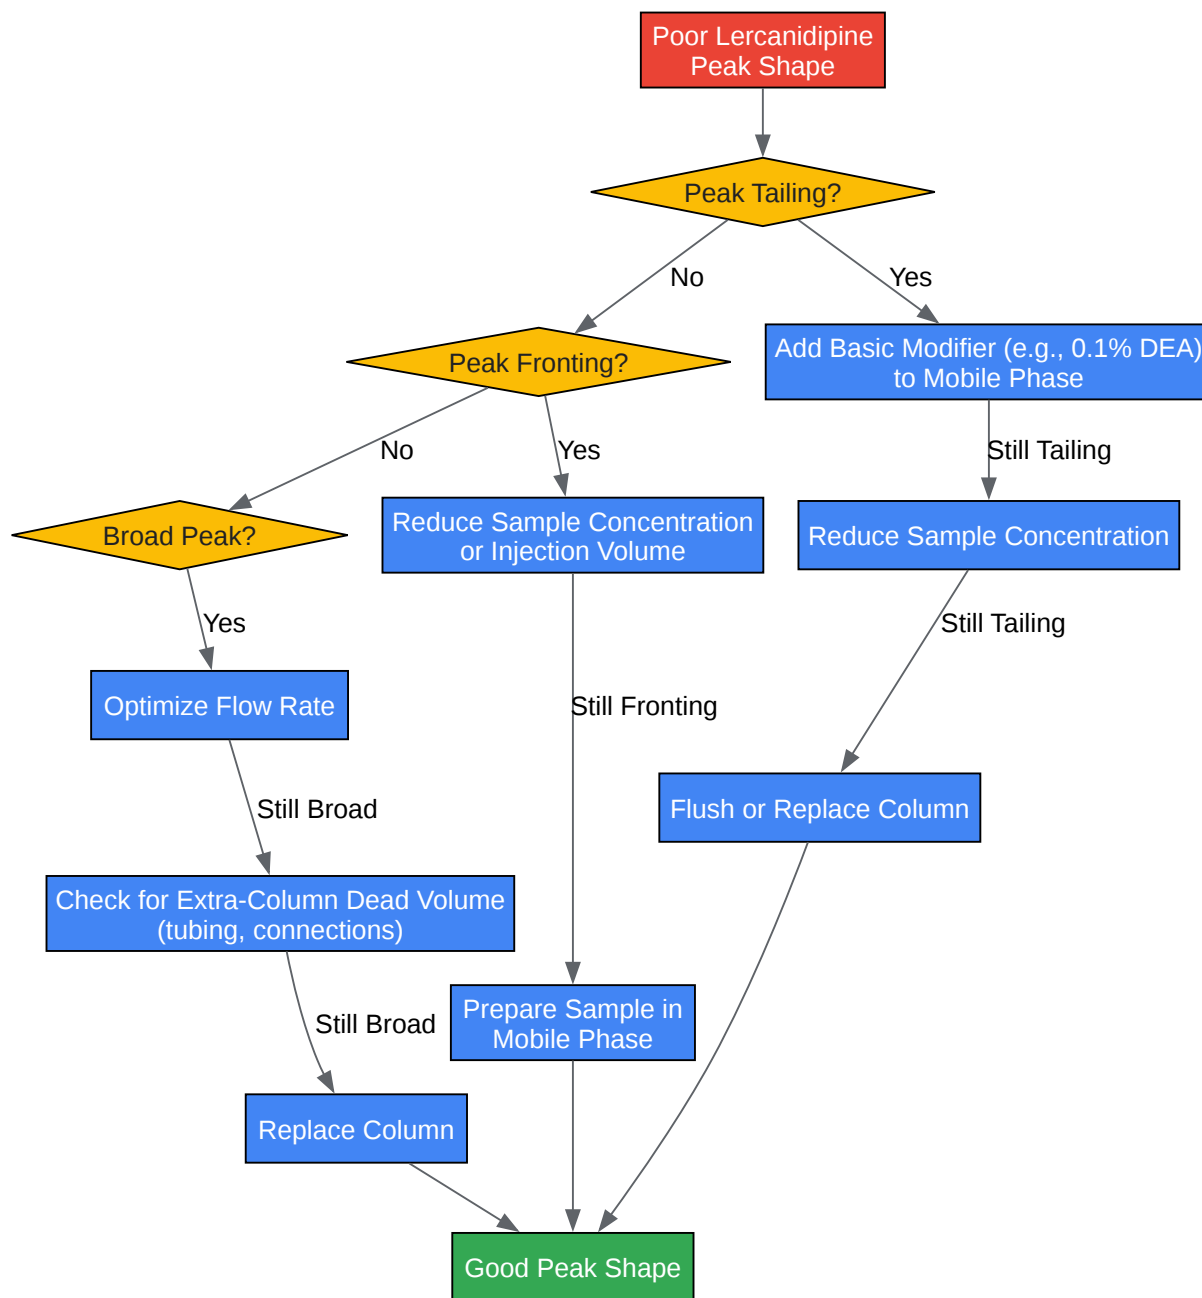 Poor Lercanidipine
Peak Shape
Peak Tailing?
No
Yes
Peak Fronting?
Add Basic Modifier (e.g., 0.1% DEA)
to Mobile Phase
No
Yes
Still Tailing
Broad Peak?
Reduce Sample Concentration
or Injection Volume
Reduce Sample Concentration
Yes
Still Tailing
Optimize Flow Rate
Still Fronting
Still Broad
Flush or Replace Column
Check for Extra-Column Dead Volume
(tubing, connections)
Still Broad
Prepare Sample in
Mobile Phase
Replace Column
Good Peak Shape